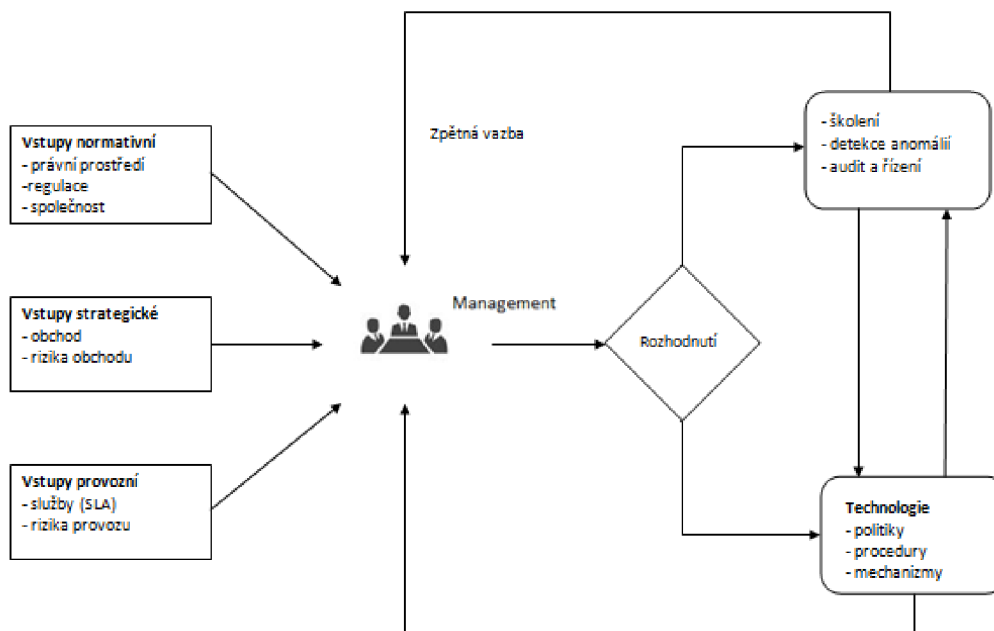 Zpětná vazba
Vstupy normativní
- právní prostředí
-regulace
- společnost
Vstupy strategické
- obchod
- rizika obchodu
Vstupy provozní
- služby (SLA)
- rizika provozu
Management
Rozhodnutí
- školení
- detekce anomálií
- audit a řízení
Technologie
- politiky
- procedury
- mechanizmy